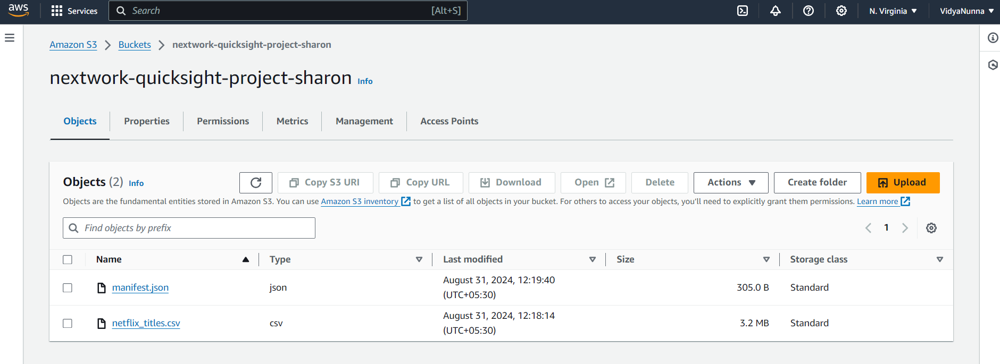 aws Services Search [Alt+S] N. Virginia VidyaNunna
Amazon S3 Buckets nextwork-quicksight-project-sharon
nextwork-quicksight-project-sharon Info
Objects Properties Permissions Metrics Management Access Points
Objects (2) Info Copy S3 URI Copy URL Download Open Delete Actions Create folder Upload
Objects are the fundamental entities stored in Amazon S3. You can use Amazon S3 inventory to get a list of all objects in your bucket. For others to access your objects, you'll need to explicitly grant them permissions. Learn more
Find objects by prefix 1
Name Type Last modified Size Storage class
manifest.json json August 31, 2024, 12:19:40 (UTC+05:30) 305.0 B Standard
netflix_titles.csv csv August 31, 2024, 12:18:14 (UTC+05:30) 3.2 MB Standard